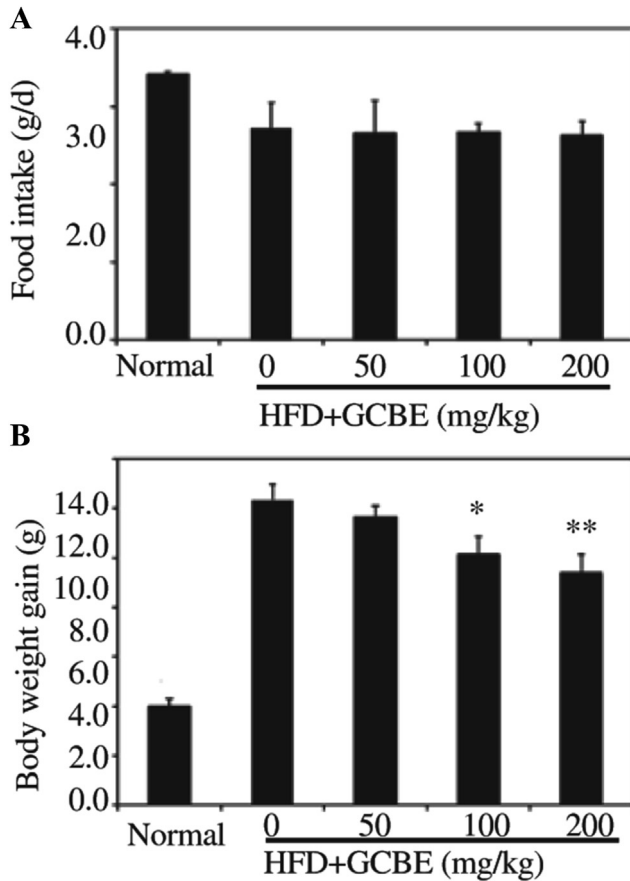 A
Food intake (g/d)
4.0
3.0
2.0
0.0
Normal 0 50 100 200
HFD+GCBE (mg/kg)
B
Body weight gain (g)
14.0
12.0
10.0
8.0
6.0
4.0
2.0
0.0
* **
Normal 0 50 100 200
HFD+GCBE (mg/kg)